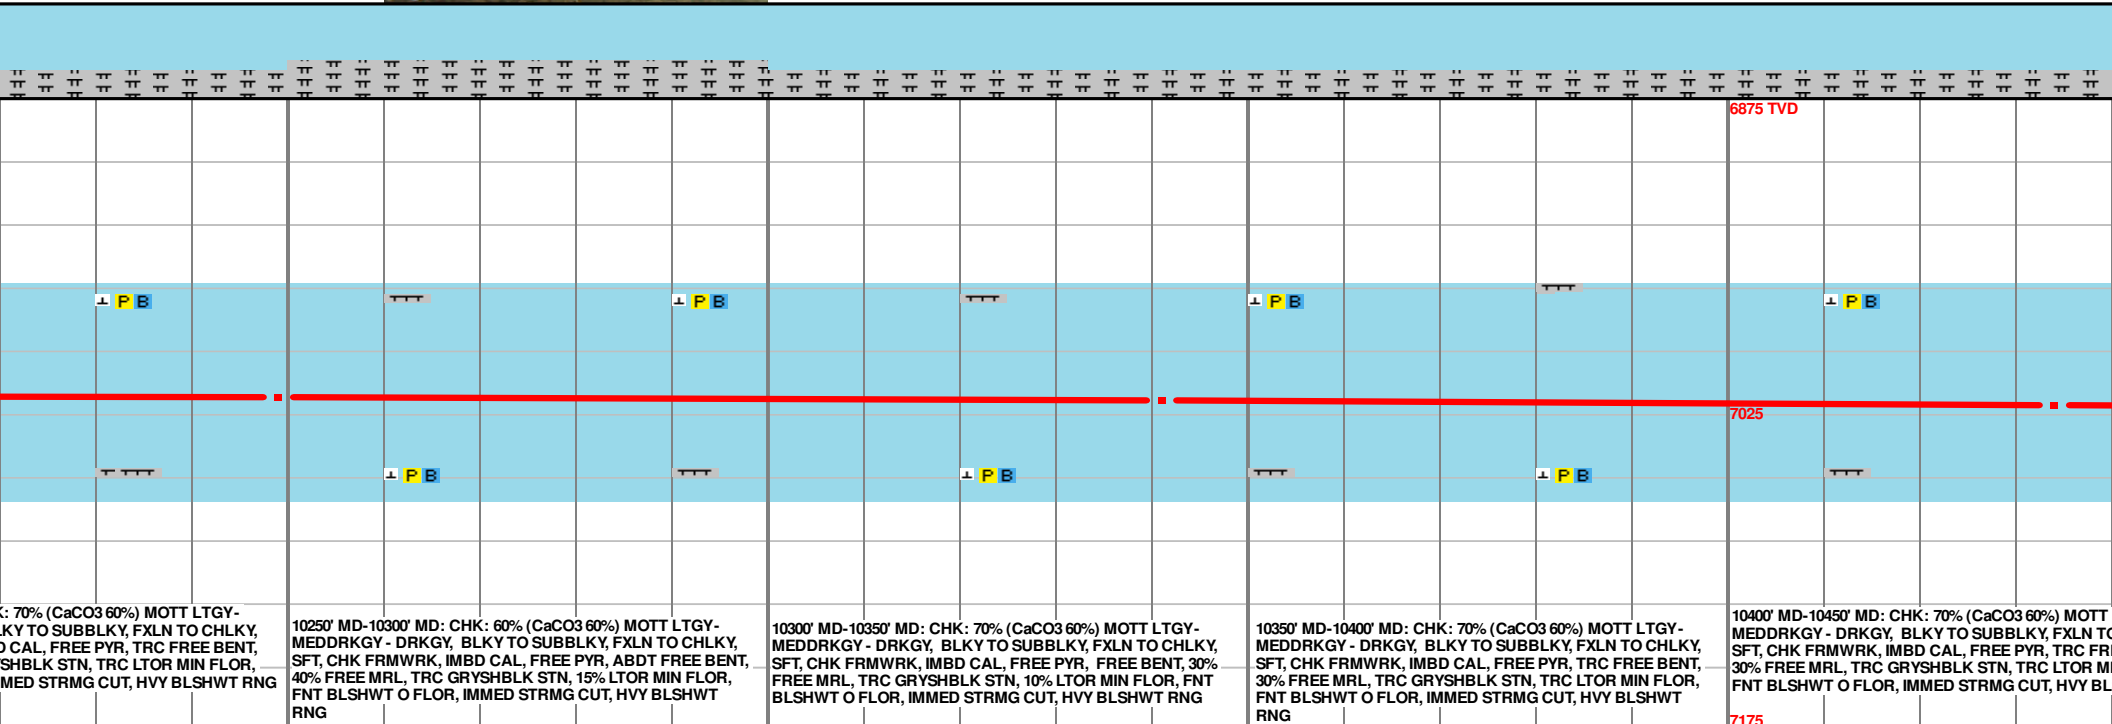 6875 TVD
P B
P B
P B
P B
7025
P B
P B
P B
K: 70% (CaCO3 60%) MOTT LTGY-
LKY TO SUBBLKY, FXLN TO CHLKY,
D CAL, FREE PYR, TRC FREE BENT,
YSHBLK STN, TRC LTOR MIN FLOR,
MMED STRMG CUT, HVY BLSHWT RNG
10250' MD-10300' MD: CHK: 60% (CaCO3 60%) MOTT LTGY-
MEDDRKGY - DRKGY, BLKY TO SUBBLKY, FXLN TO CHLKY,
SFT, CHK FRMWRK, IMBD CAL, FREE PYR, ABDT FREE BENT,
40% FREE MRL, TRC GRYSHBLK STN, 15% LTOR MIN FLOR,
FNT BLSHWT O FLOR, IMMED STRMG CUT, HVY BLSHWT
RNG
10300' MD-10350' MD: CHK: 70% (CaCO3 60%) MOTT LTGY-
MEDDRKGY - DRKGY, BLKY TO SUBBLKY, FXLN TO CHLKY,
SFT, CHK FRMWRK, IMBD CAL, FREE PYR, FREE BENT, 30%
FREE MRL, TRC GRYSHBLK STN, 10% LTOR MIN FLOR, FNT
BLSHWT O FLOR, IMMED STRMG CUT, HVY BLSHWT RNG
10350' MD-10400' MD: CHK: 70% (CaCO3 60%) MOTT LTGY-
MEDDRKGY - DRKGY, BLKY TO SUBBLKY, FXLN TO CHLKY,
SFT, CHK FRMWRK, IMBD CAL, FREE PYR, TRC FREE BENT,
30% FREE MRL, TRC GRYSHBLK STN, TRC LTOR MIN FLOR,
FNT BLSHWT O FLOR, IMMED STRMG CUT, HVY BLSHWT
RNG
10400' MD-10450' MD: CHK: 70% (CaCO3 60%) MOTT
MEDDRKGY - DRKGY, BLKY TO SUBBLKY, FXLN TO
SFT, CHK FRMWRK, IMBD CAL, FREE PYR, TRC FRE
30% FREE MRL, TRC GRYSHBLK STN, TRC LTOR MI
FNT BLSHWT O FLOR, IMMED STRMG CUT, HVY BL
7175